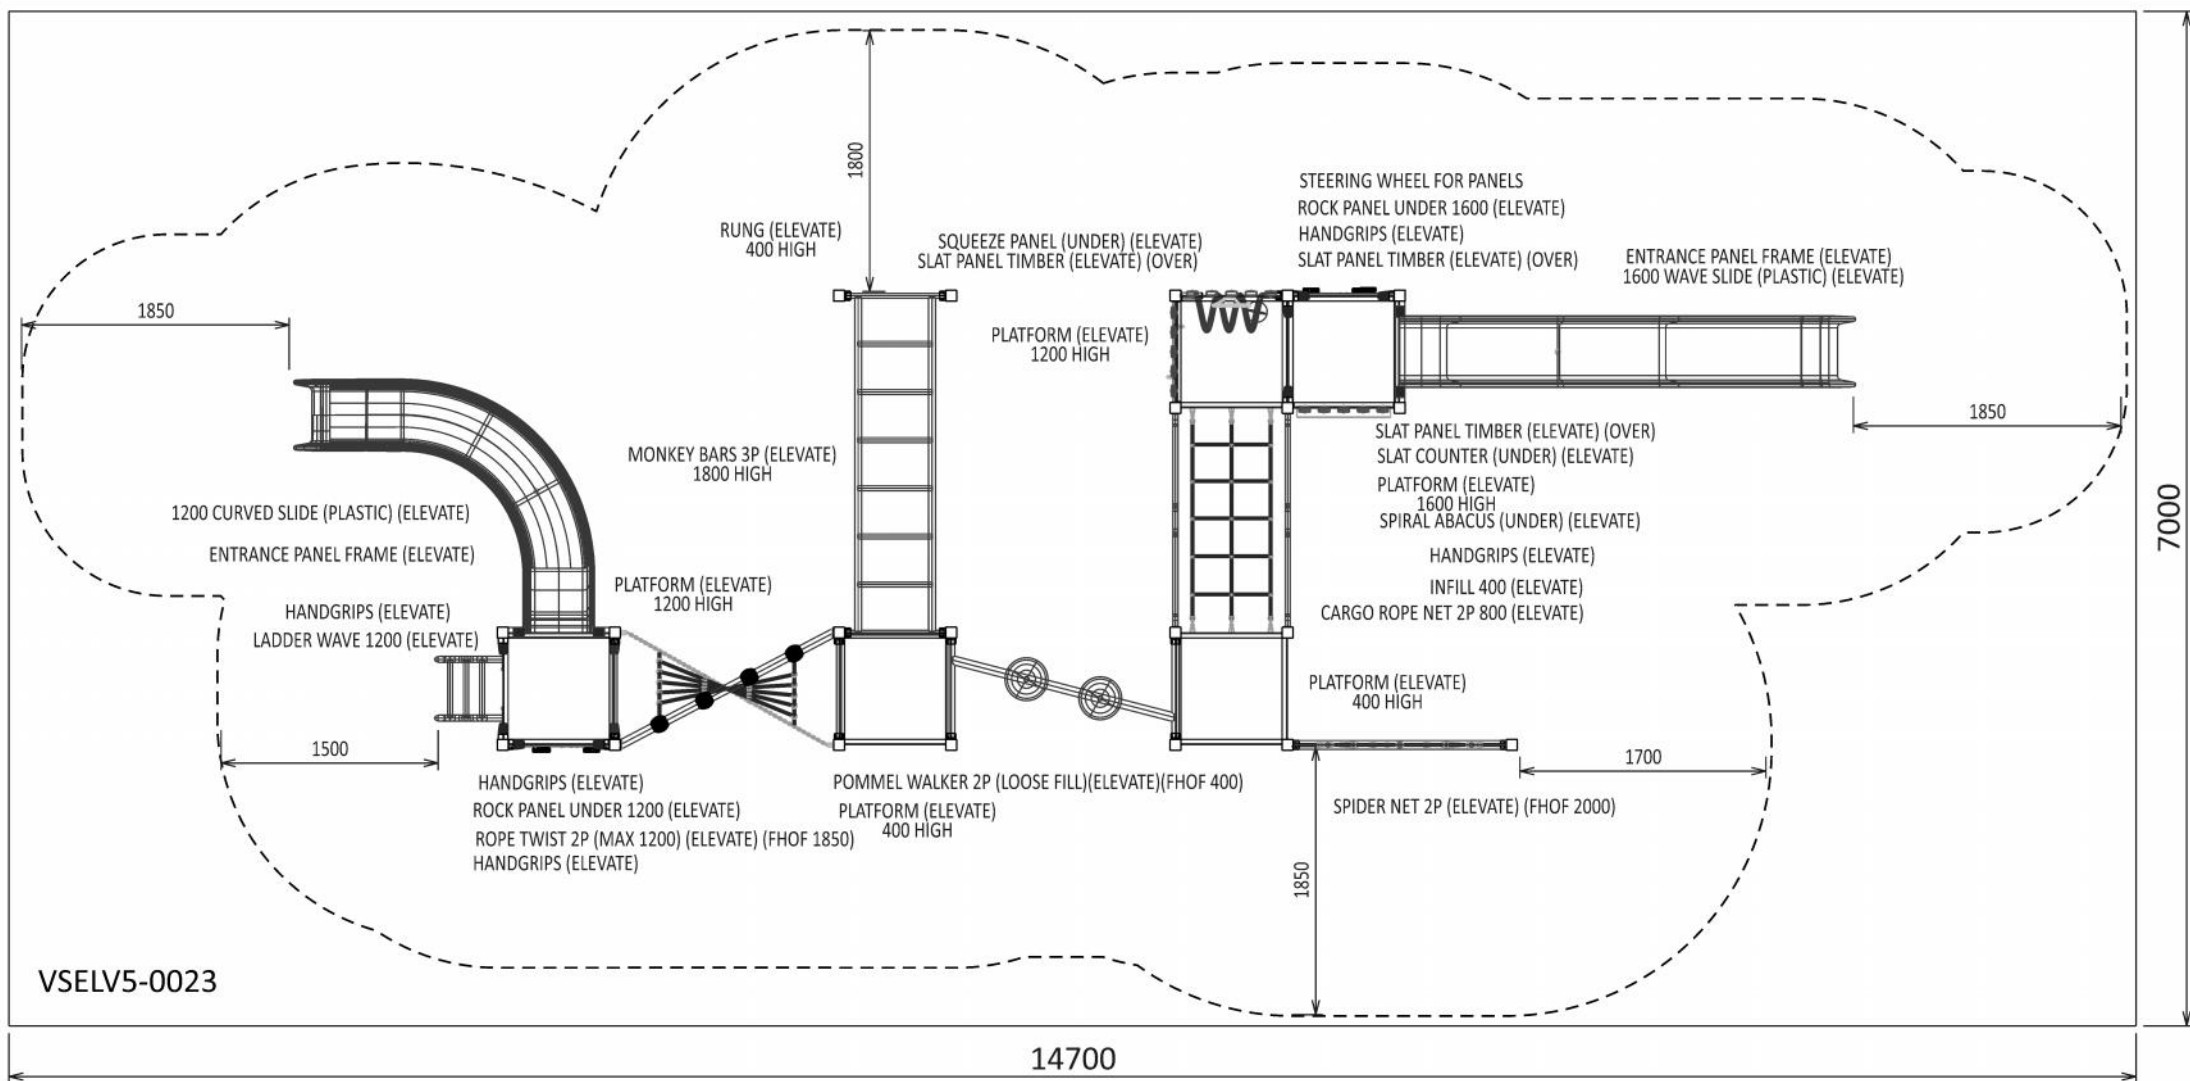 1800
STEERING WHEEL FOR PANELS
ROCK PANEL UNDER 1600 (ELEVATE)
HANDGRIPS (ELEVATE)
SLAT PANEL TIMBER (ELEVATE) (OVER)
RUNG (ELEVATE)
400 HIGH
SQUEEZE PANEL (UNDER) (ELEVATE)
SLAT PANEL TIMBER (ELEVATE) (OVER)
ENTRANCE PANEL FRAME (ELEVATE)
1600 WAVE SLIDE (PLASTIC) (ELEVATE)
1850
PLATFORM (ELEVATE)
1200 HIGH
1850
MONKEY BARS 3P (ELEVATE)
1800 HIGH
SLAT PANEL TIMBER (ELEVATE) (OVER)
SLAT COUNTER (UNDER) (ELEVATE)
PLATFORM (ELEVATE)
1600 HIGH
SPIRAL ABACUS (UNDER) (ELEVATE)
HANDGRIPS (ELEVATE)
INFILL 400 (ELEVATE)
CARGO ROPE NET 2P 800 (ELEVATE)
7000
1200 CURVED SLIDE (PLASTIC) (ELEVATE)
ENTRANCE PANEL FRAME (ELEVATE)
HANDGRIPS (ELEVATE)
LADDER WAVE 1200 (ELEVATE)
PLATFORM (ELEVATE)
1200 HIGH
PLATFORM (ELEVATE)
400 HIGH
1500
1700
HANDGRIPS (ELEVATE)
ROCK PANEL UNDER 1200 (ELEVATE)
ROPE TWIST 2P (MAX 1200) (ELEVATE) (FHOF 1850)
HANDGRIPS (ELEVATE)
POMMEL WALKER 2P (LOOSE FILL)(ELEVATE)(FHOF 400)
PLATFORM (ELEVATE)
400 HIGH
SPIDER NET 2P (ELEVATE) (FHOF 2000)
1850
VSELV5-0023
14700